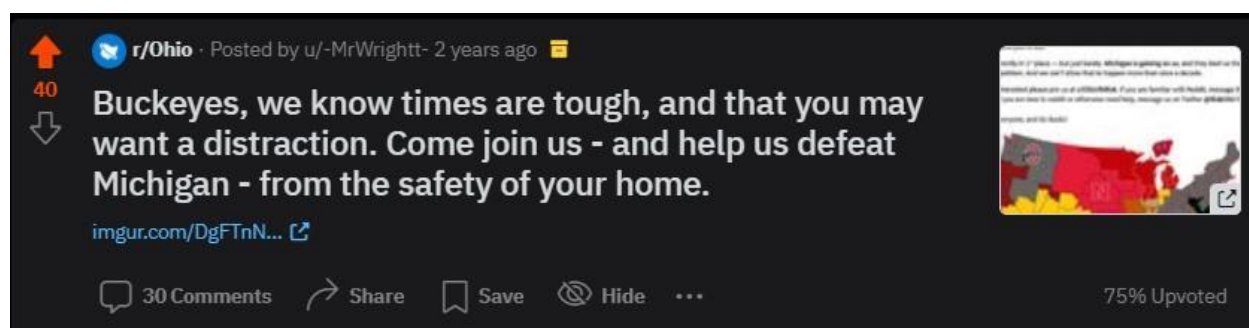 r/Ohio · Posted by u/-MrWrightt- 2 years ago
40
Buckeyes, we know times are tough, and that you may
want a distraction. Come join us - and help us defeat
Michigan - from the safety of your home.
imgur.com/DgFTnN...
30 Comments Share Save Hide ... 75% Upvoted